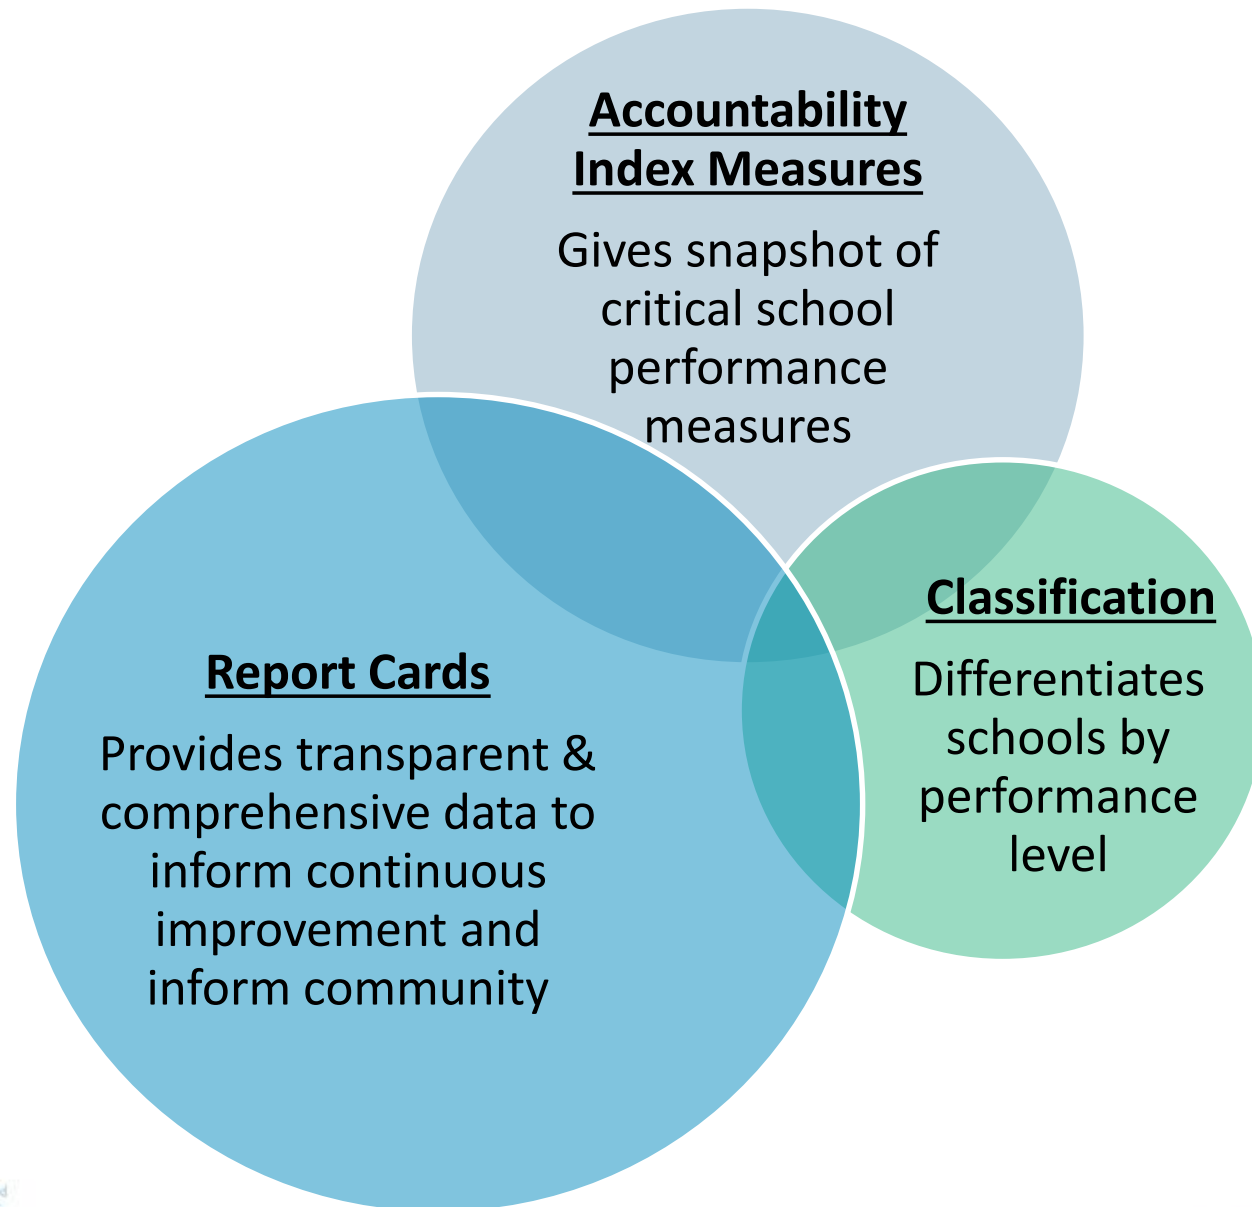 Accountability
Index Measures
Gives snapshot of
critical school
performance
measures
Classification
Differentiates
schools by
performance
level
Report Cards
Provides transparent &
comprehensive data to
inform continuous
improvement and
inform community